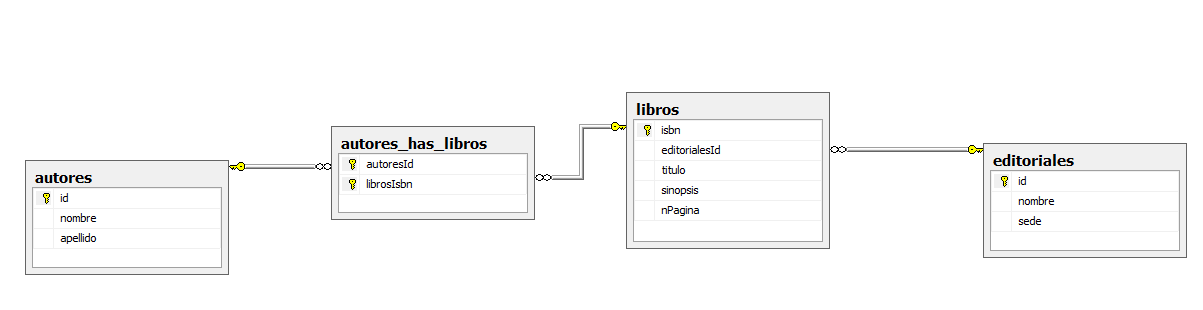 autores
id
nombre
apellido
autores_has_libros
autoresId
librosIsbn
libros
isbn
editorialesId
titulo
sinopsis
nPagina
editoriales
id
nombre
sede